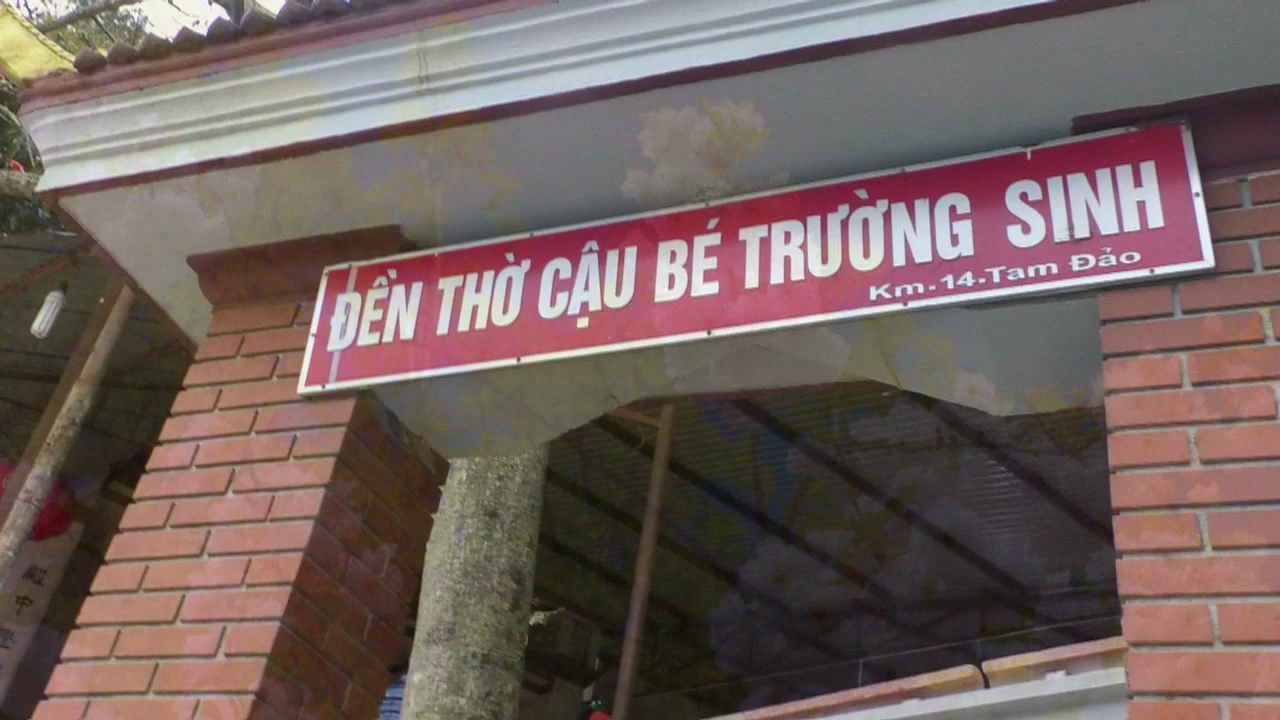 ĐỀN THỜ CẬU BÉ TRƯỜNG SINH
Km.14.Tam Đảo